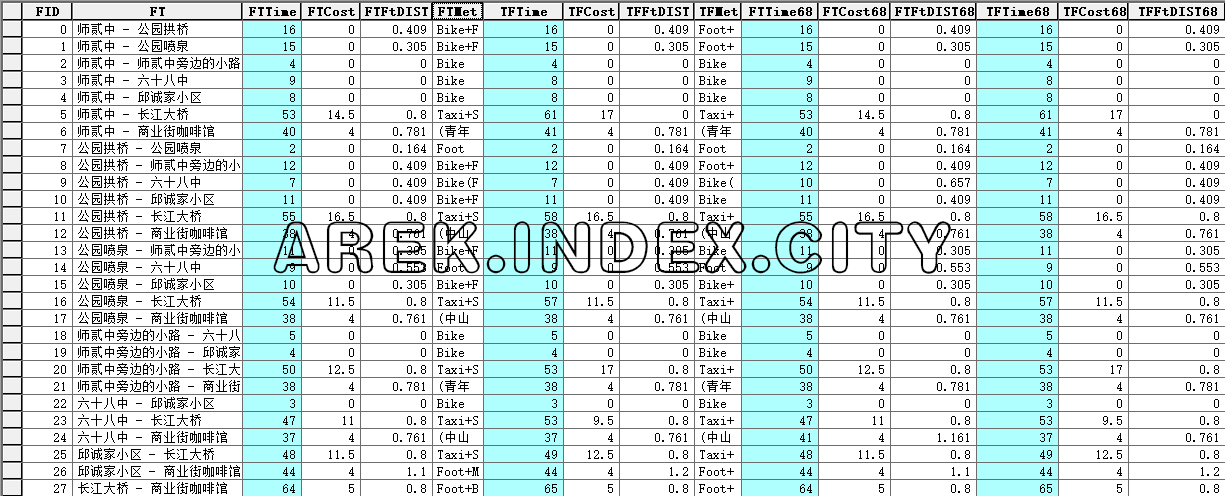 FID FT FTTime FTCost FTFtDIST FTMet TFTime TFCost TFFtDIST TFMet FTTime68 FTCost68 FTFtDIST68 TFTime68 TFCost68 TFFtDIST68
0 师贰中 - 公园拱桥 16 0 0.409 Bike+F 16 0 0.409 Foot+ 16 0 0.409 16 0 0.409
1 师贰中 - 公园喷泉 15 0 0.305 Bike+F 15 0 0.305 Foot+ 15 0 0.305 15 0 0.305
2 师贰中 - 师贰中旁边的小路 4 0 0 Bike 4 0 0 Bike 4 0 0 4 0 0
3 师贰中 - 六十八中 9 0 0 Bike 8 0 0 Bike 9 0 0 8 0 0
4 师贰中 - 邱诚家小区 8 0 0 Bike 8 0 0 Bike 8 0 0 8 0 0
5 师贰中 - 长江大桥 53 14.5 0.8 Taxi+S 61 17 0 Taxi+ 53 14.5 0.8 61 17 0
6 师贰中 - 商业街咖啡馆 40 4 0.781 (青年 41 4 0.781 (青年 40 4 0.781 41 4 0.781
7 公园拱桥 - 公园喷泉 2 0 0.164 Foot 2 0 0.164 Foot 2 0 0.164 2 0 0.164
8 公园拱桥 - 师贰中旁边的小 12 0 0.409 Bike+F 12 0 0.409 Foot+ 12 0 0.409 12 0 0.409
9 公园拱桥 - 六十八中 7 0 0.409 Bike(F 7 0 0.409 Bike( 10 0 0.657 7 0 0.409
10 公园拱桥 - 邱诚家小区 11 0 0.409 Bike+F 11 0 0.409 Bike 11 0 0.409 11 0 0.409
11 公园拱桥 - 长江大桥 55 16.5 0.8 Taxi+S 58 16.5 0.8 Taxi+ 55 16.5 0.8 58 16.5 0.8
12 公园拱桥 - 商业街咖啡馆 38 4 0.761 (中山 38 4 0.761 (中山 38 4 0.761 38 4 0.761
AREK.INDEX.CITY
13 公园喷泉 - 师贰中旁边的小 11 0 0.305 Bike+F 11 0 0.305 Bike 11 0 0.305 11 0 0.305
14 公园喷泉 - 六十八中 9 0 0.553 Foot 9 0 0.553 Foot 9 0 0.553 9 0 0.553
15 公园喷泉 - 邱诚家小区 10 0 0.305 Bike+F 10 0 0.305 Bike+ 10 0 0.305 10 0 0.305
16 公园喷泉 - 长江大桥 54 11.5 0.8 Taxi+S 57 11.5 0.8 Taxi+ 54 11.5 0.8 57 11.5 0.8
17 公园喷泉 - 商业街咖啡馆 38 4 0.761 (中山 38 4 0.761 (中山 38 4 0.761 38 4 0.761
18 师贰中旁边的小路 - 六十八 5 0 0 Bike 5 0 0 Bike 5 0 0 5 0 0
19 师贰中旁边的小路 - 邱诚家 4 0 0 Bike 4 0 0 Bike 4 0 0 4 0 0
20 师贰中旁边的小路 - 长江大 50 12.5 0.8 Taxi+S 53 17 0.8 Taxi+ 50 12.5 0.8 53 17 0.8
21 师贰中旁边的小路 - 商业街 38 4 0.781 (青年 38 4 0.781 (青年 38 4 0.781 38 4 0.781
22 六十八中 - 邱诚家小区 3 0 0 Bike 3 0 0 Bike 3 0 0 3 0 0
23 六十八中 - 长江大桥 47 11 0.8 Taxi+S 53 9.5 0.8 Taxi+ 47 11 0.8 53 9.5 0.8
24 六十八中 - 商业街咖啡馆 37 4 0.761 (中山 37 4 0.761 (中山 41 4 1.161 37 4 0.761
25 邱诚家小区 - 长江大桥 48 11.5 0.8 Taxi+S 49 12.5 0.8 Taxi+ 48 11.5 0.8 49 12.5 0.8
26 邱诚家小区 - 商业街咖啡馆 44 4 1.1 Foot+M 44 4 1.2 Foot+ 44 4 1.1 44 4 1.2
27 长江大桥 - 商业街咖啡馆 64 5 0.8 Foot+B 65 5 0.8 Foot+ 64 5 0.8 65 5 0.8